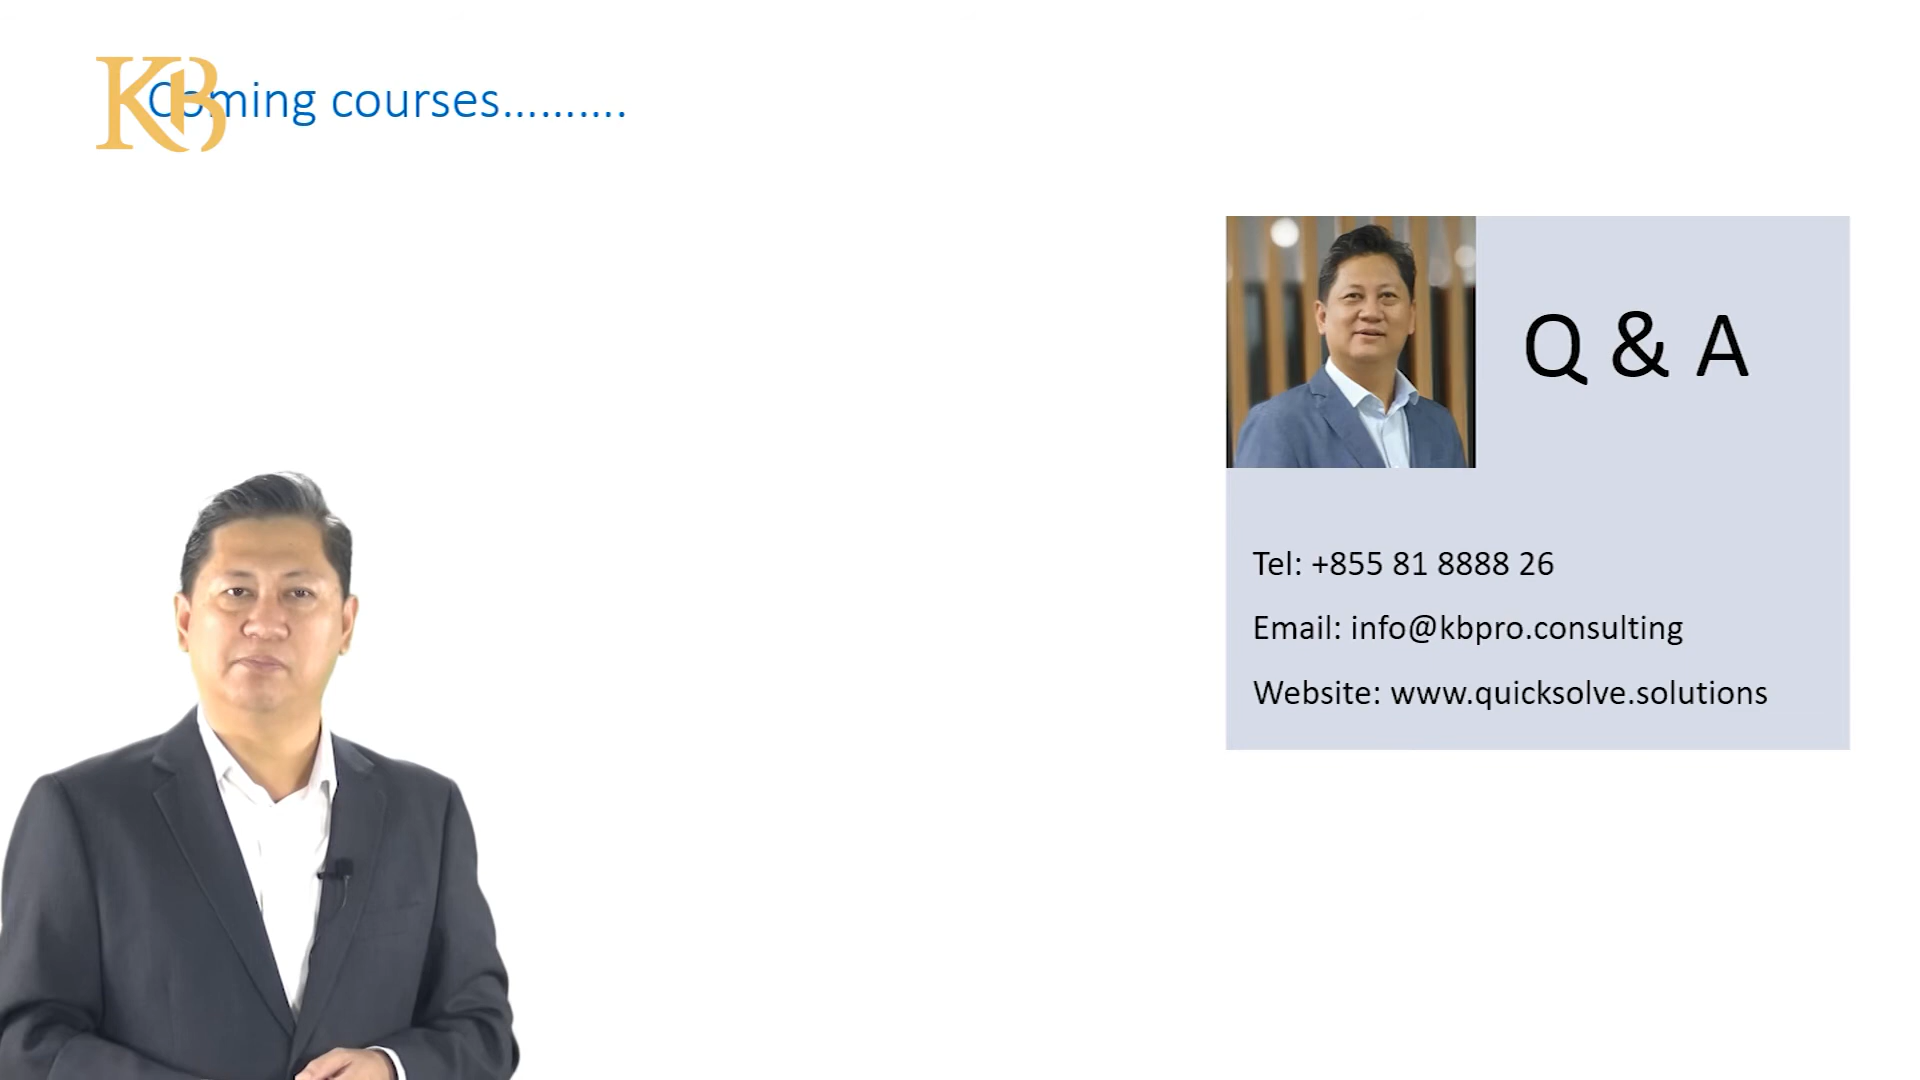 KB
Coming courses..........
Q & A
Tel: +855 81 8888 26
Email: info@kbpro.consulting
Website: www.quicksolve.solutions